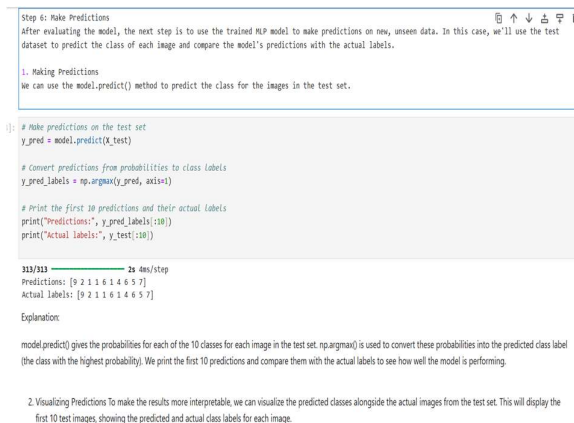 Step 6: Make Predictions
After evaluating the model, the next step is to use the trained MLP model to make predictions on new, unseen data. In this case, we'll use the test
dataset to predict the class of each image and compare the model's predictions with the actual labels.
1. Making Predictions
We can use the model.predict() method to predict the class for the images in the test set.
# Make predictions on the test set
y_pred = model.predict(X_test)
# Convert predictions from probabilities to class labels
y_pred_labels = np.argmax(y_pred, axis=1)
# Print the first 10 predictions and their actual labels
print("Predictions:", y_pred_labels[:10])
print("Actual labels:", y_test[:10])
313/313 2s 4ms/step
Predictions: [9 2 1 1 6 1 4 6 5 7]
Actual labels: [9 2 1 1 6 1 4 6 5 7]
Explanation:
model.predict() gives the probabilities for each of the 10 classes for each image in the test set. np.argmax() is used to convert these probabilities into the predicted class label
(the class with the highest probability). We print the first 10 predictions and compare them with the actual labels to see how well the model is performing.
2. Visualizing Predictions To make the results more interpretable, we can visualize the predicted classes alongside the actual images from the test set. This will display the
first 10 test images, showing the predicted and actual class labels for each image.